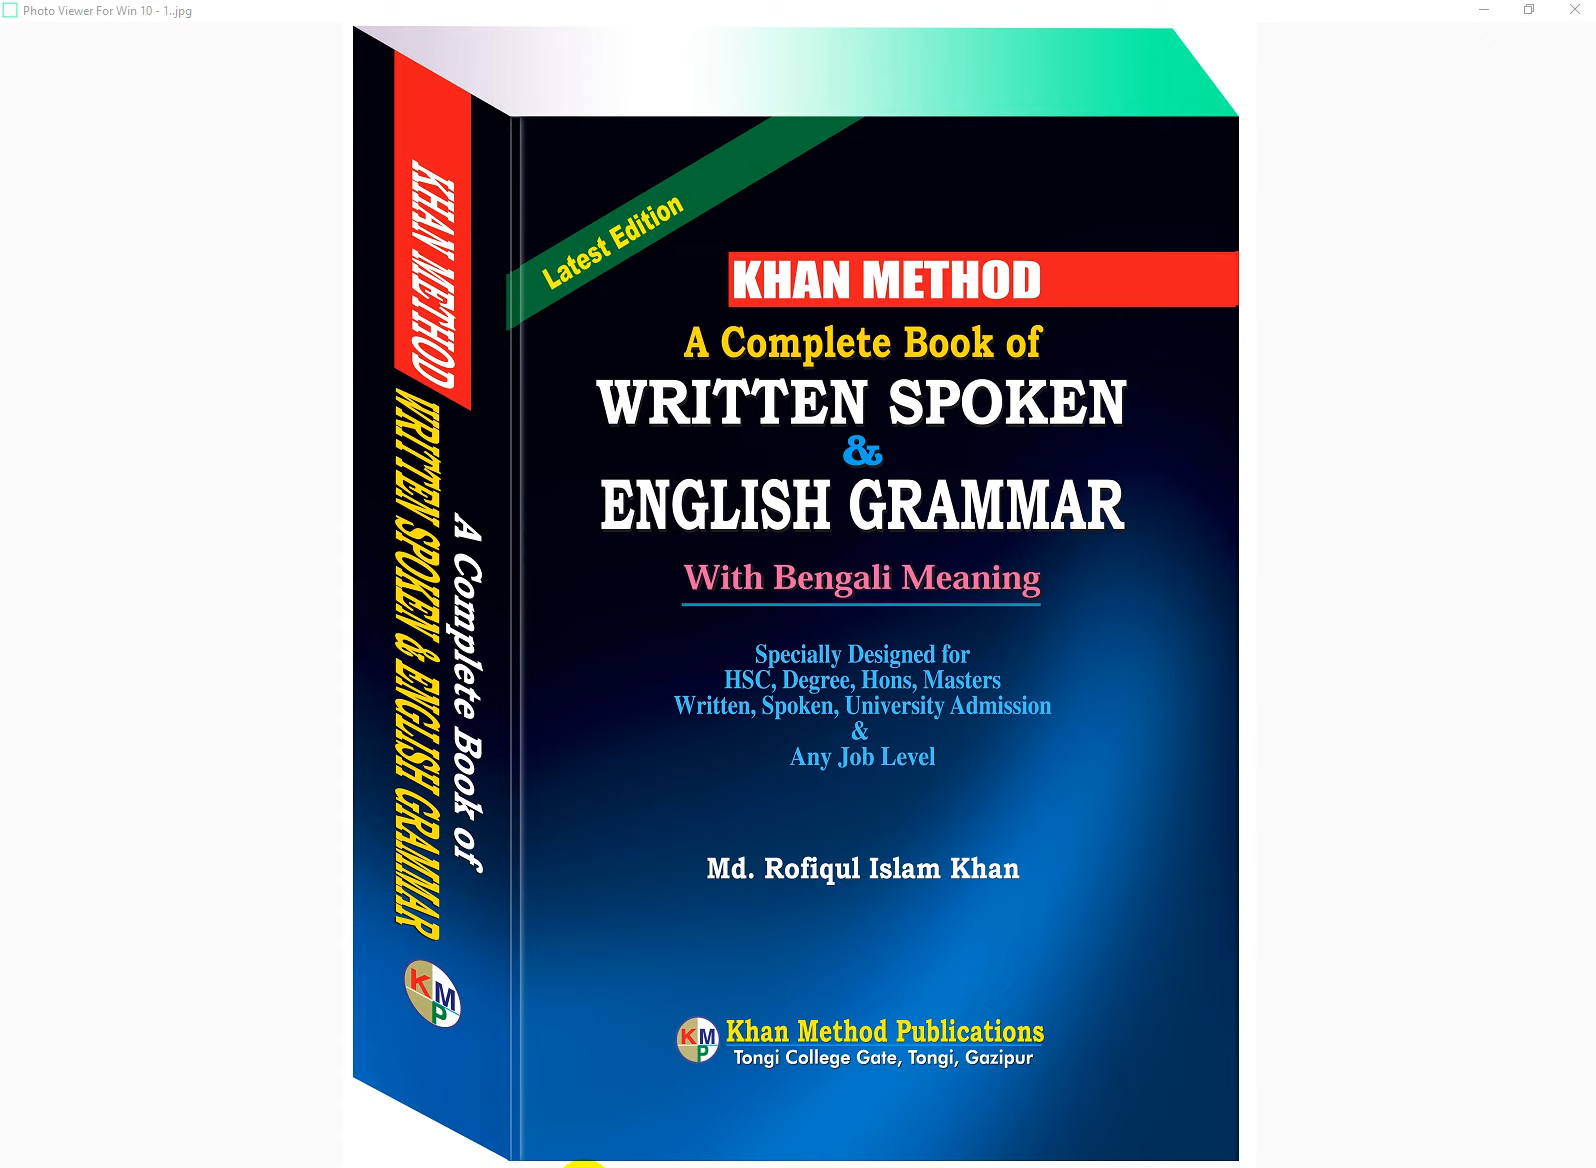 Photo Viewer For Win 10 - 1..jpg
KHAN METHOD
A Complete Book of
WRITTEN SPOKEN & ENGLISH GRAMMAR
K M
P
Latest Edition
KHAN METHOD
A Complete Book of
WRITTEN SPOKEN
&
ENGLISH GRAMMAR
With Bengali Meaning
Specially Designed for
HSC, Degree, Hons, Masters
Written, Spoken, University Admission
&
Any Job Level
Md. Rofiqul Islam Khan
K M
P
Khan Method Publications
Tongi College Gate, Tongi, Gazipur